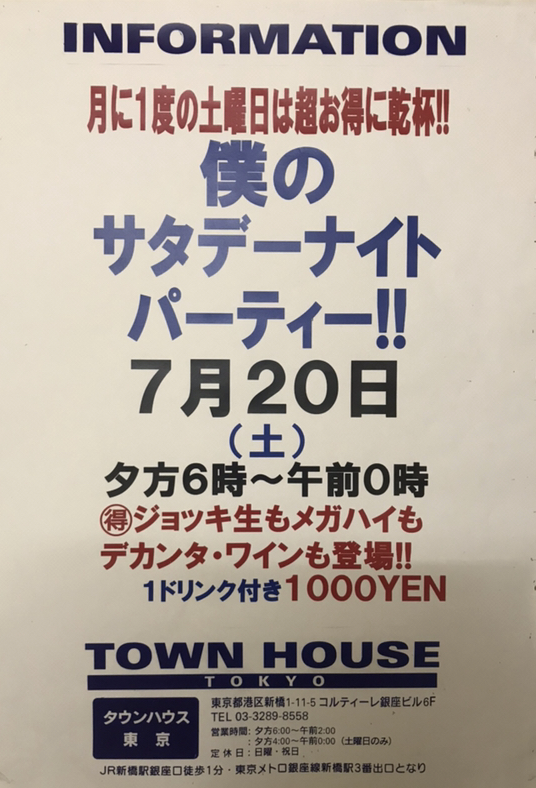 INFORMATION
月に1度の土曜日は超お得に乾杯!!
僕の
サタデーナイト
パーティー!!
7月20日
(土)
夕方6時～午前0時
㊝ジョッキ生もメガハイも
デカンタ・ワインも登場!!
1ドリンク付き1000YEN
TOWN HOUSE
TOKYO
タウンハウス
東京
東京都港区新橋1-11-5 コルティーレ銀座ビル6F
TEL 03-3289-8558
営業時間: 夕方6:00〜午前2:00
: 夕方4:00〜午前0:00（土曜日のみ）
定休日: 日曜・祝日
JR新橋駅銀座口徒歩1分・東京メトロ銀座線新橋駅3番出口となり